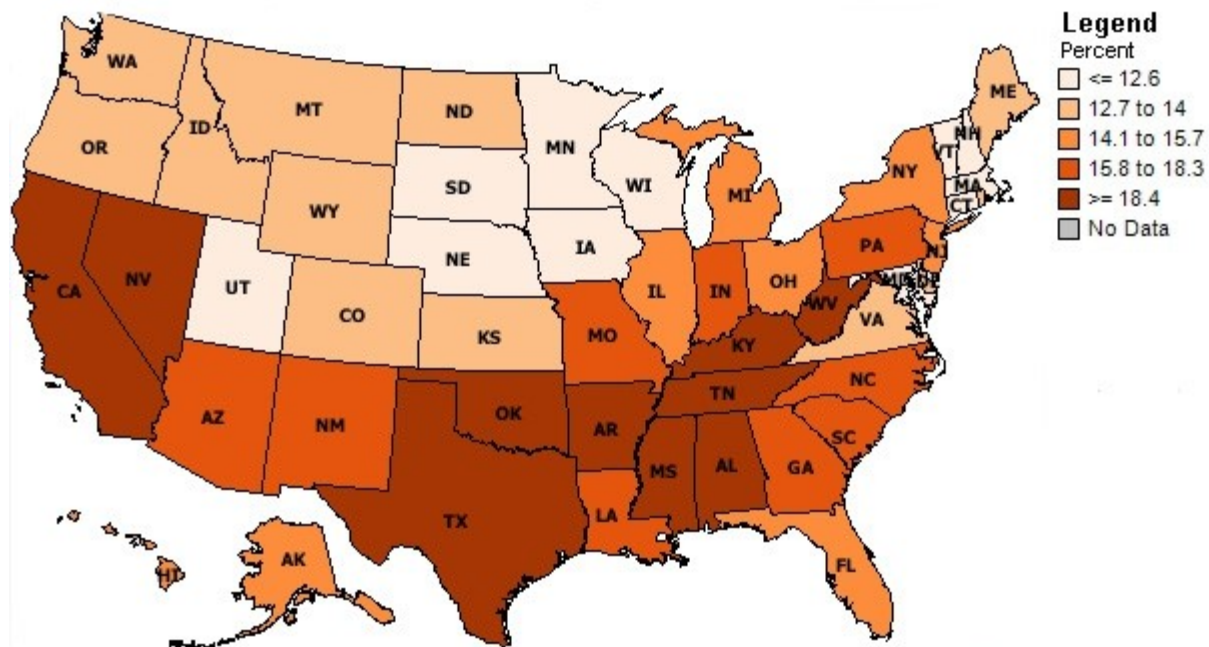 Legend
Percent
<= 12.6
12.7 to 14
14.1 to 15.7
15.8 to 18.3
>= 18.4
No Data
WA
MT
ND
MN
ME
OR
ID
SD
WI
MI
NY
VT
NH
MA
CT
WY
NE
IA
PA
NJ
NV
UT
CO
KS
IL
IN
OH
MD
DE
CA
MO
WV
VA
KY
AZ
NM
OK
AR
TN
NC
SC
MS
AL
GA
TX
LA
FL
HI
AK